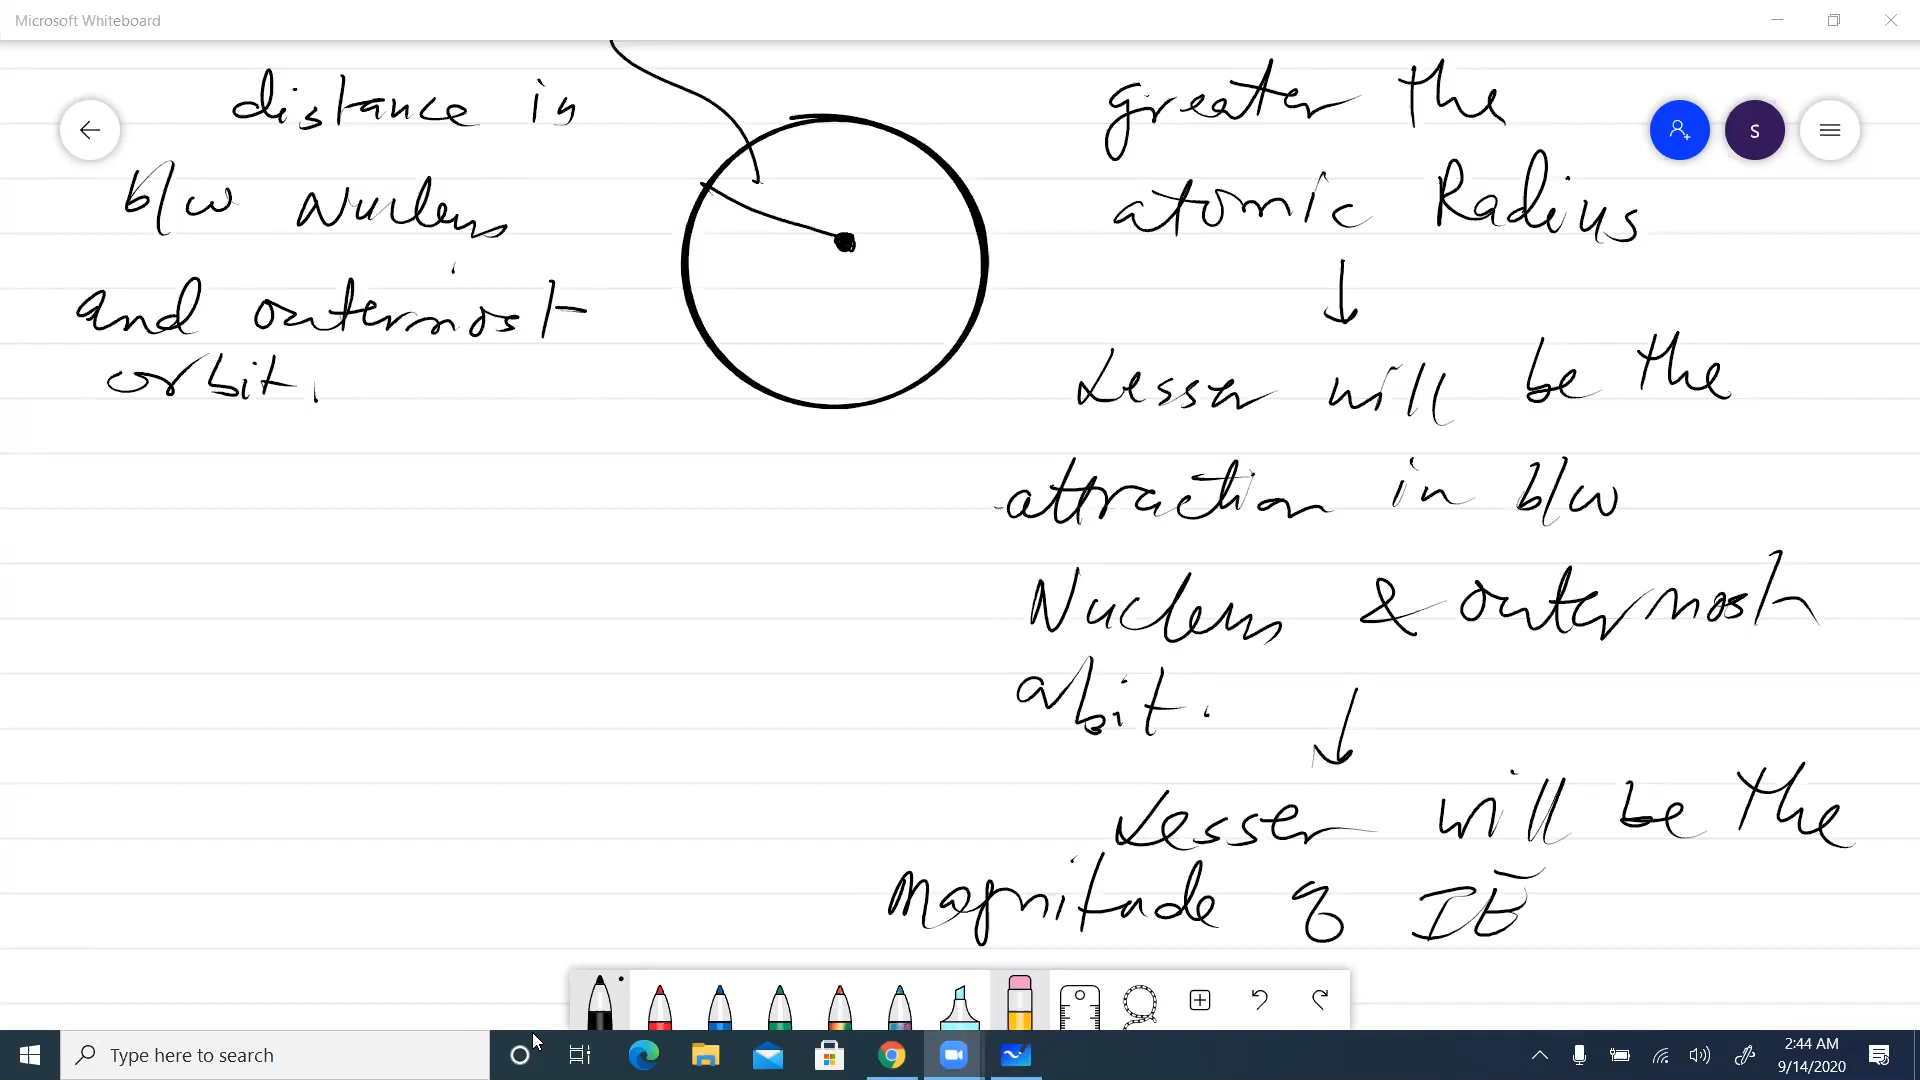 Microsoft Whiteboard
distance in
b/w Nucleus
and outermost
orbit.
greater the
atomic Radius
↓
Lesser will be the
attraction in b/w
Nucleus & outermost
orbit.
↓
Lesser will be the
Magnitude of IE
S
Type here to search
2:44 AM
9/14/2020